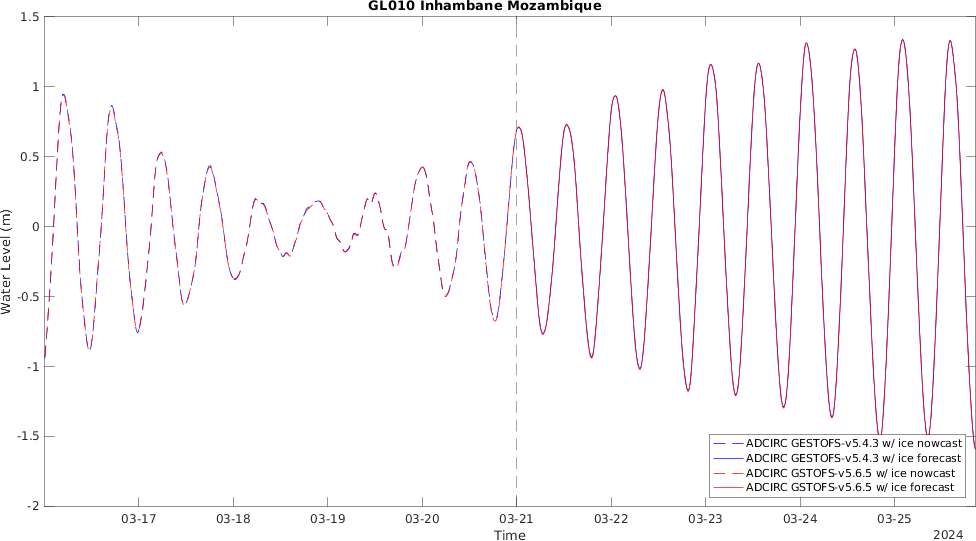 GL010 Inhambane Mozambique
1.5
1
0.5
0
-0.5
-1
-1.5
-2
Water Level (m)
ADCIRC GESTOFS-v5.4.3 w/ ice nowcast
ADCIRC GESTOFS-v5.4.3 w/ ice forecast
ADCIRC GSTOFS-v5.6.5 w/ ice nowcast
ADCIRC GSTOFS-v5.6.5 w/ ice forecast
03-17 03-18 03-19 03-20 03-21 03-22 03-23 03-24 03-25
Time
2024